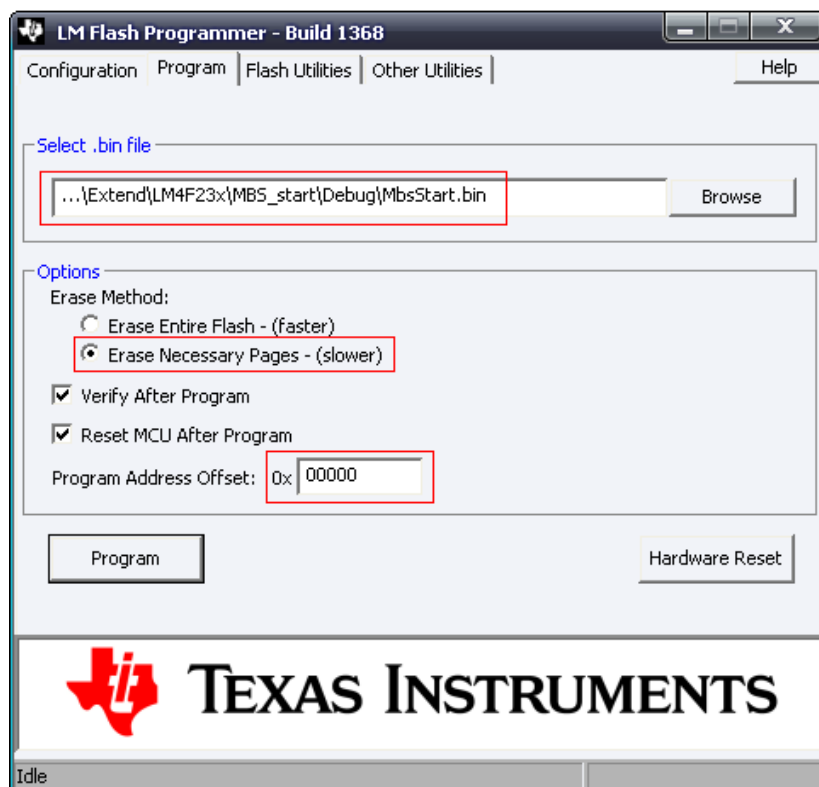 LM Flash Programmer - Build 1368
Configuration Program Flash Utilities Other Utilities Help
Select .bin file
...\Extend\LM4F23x\MBS_start\Debug\MbsStart.bin Browse
Options
Erase Method:
Erase Entire Flash - (faster)
Erase Necessary Pages - (slower)
Verify After Program
Reset MCU After Program
Program Address Offset: 0x 00000
Program Hardware Reset
TEXAS INSTRUMENTS
Idle